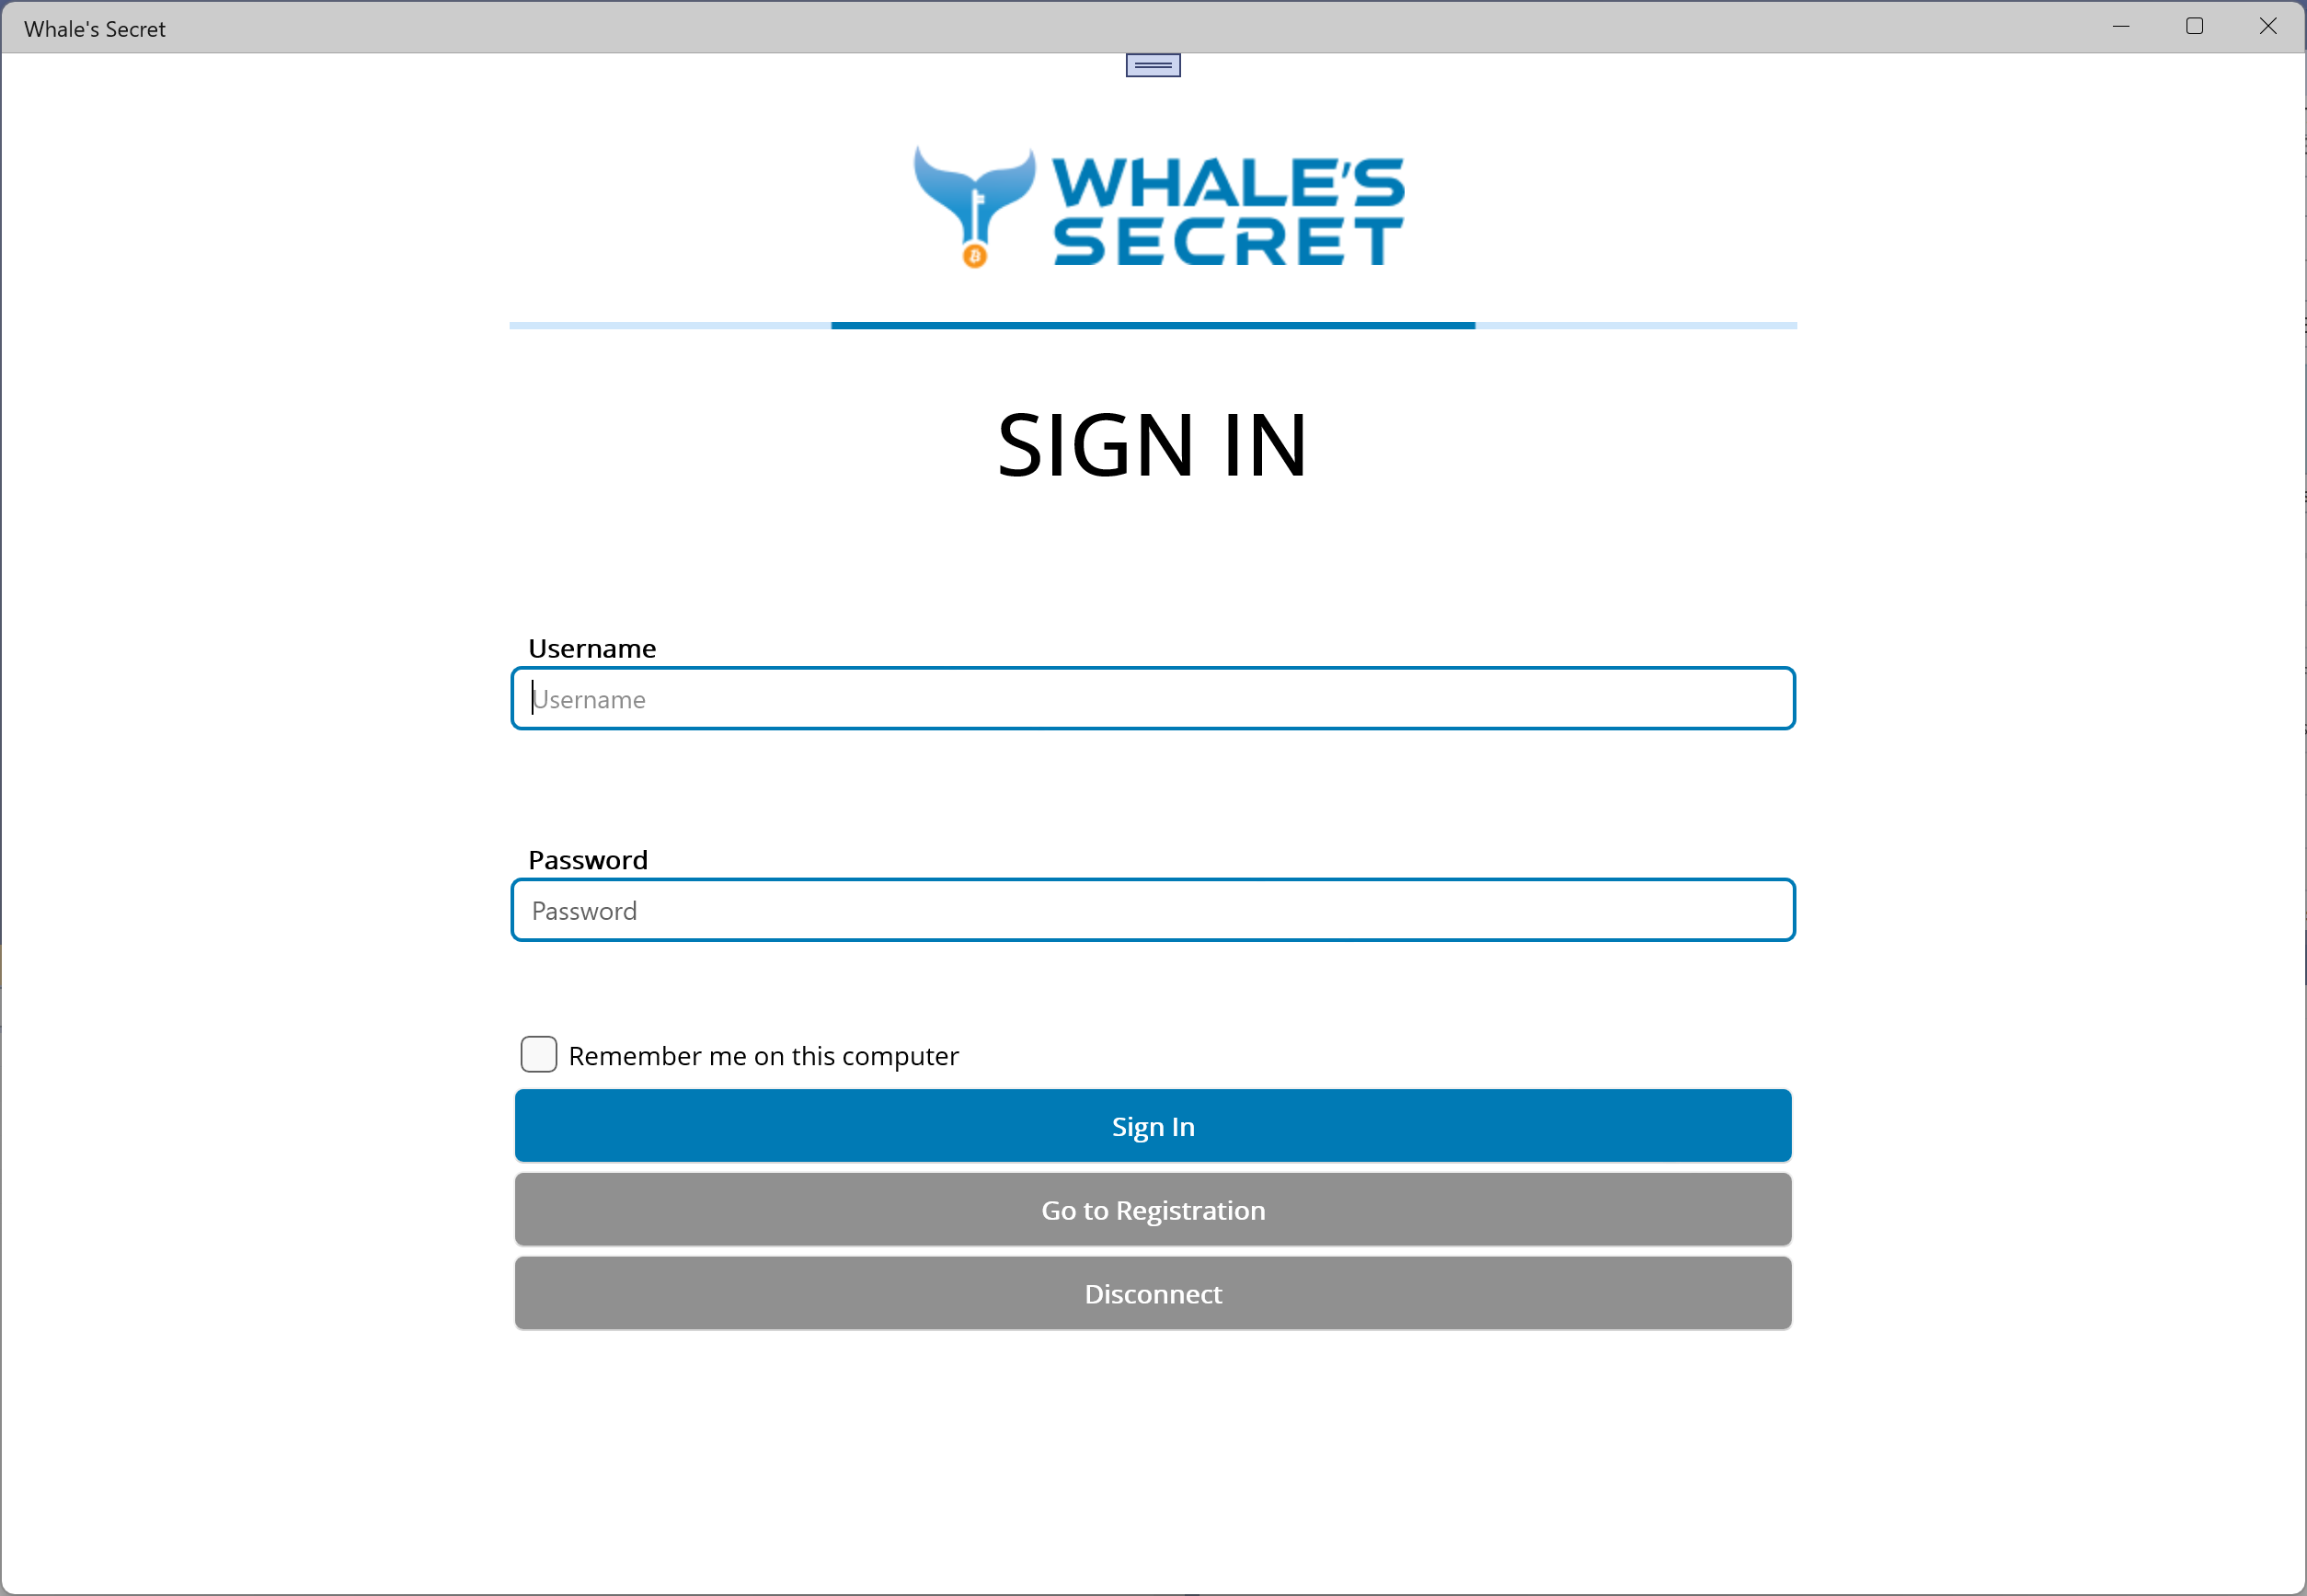 Whale's Secret
WHALE'S
SECRET
SIGN IN
Username
Username
Password
Password
Remember me on this computer
Sign In
Go to Registration
Disconnect